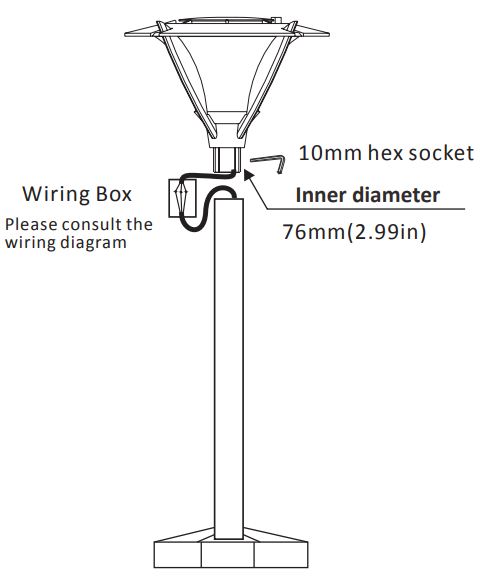 10mm hex socket
Wiring Box
Inner diameter
Please consult the
wiring diagram
76mm(2.99in)